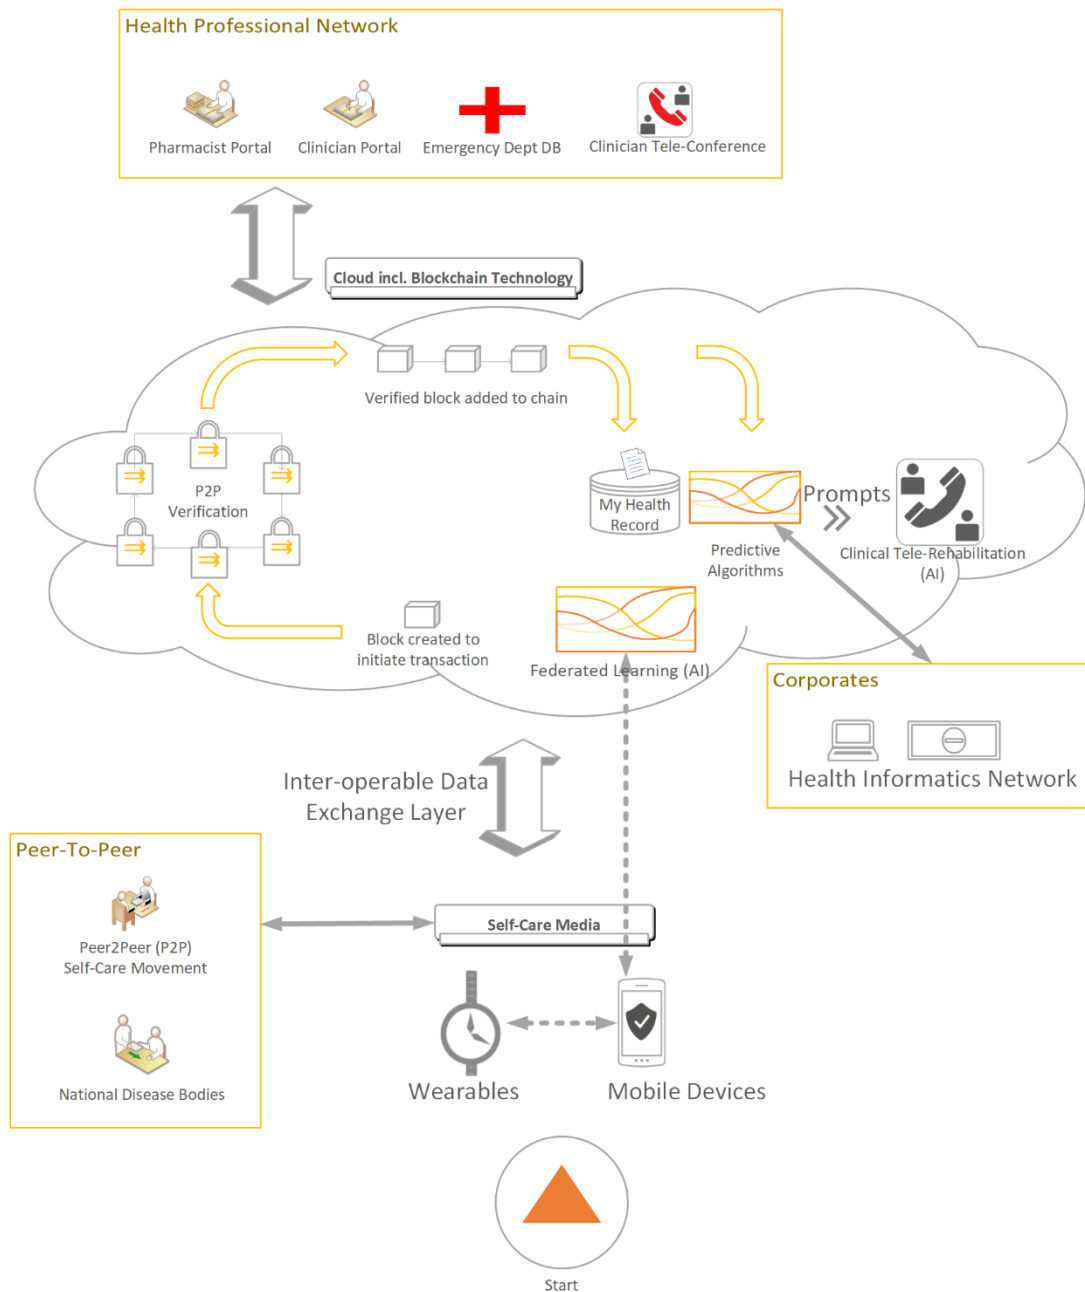 Health Professional Network
Pharmacist Portal
Clinician Portal
Emergency Dept DB
Clinician Tele-Conference
Cloud incl. Blockchain Technology
Verified block added to chain
P2P
Verification
My Health
Record
Prompts
Predictive
Algorithms
Clinical Tele-Rehabilitation
(AI)
Block created to
initiate transaction
Federated Learning (AI)
Corporates
Health Informatics Network
Inter-operable Data
Exchange Layer
Peer-To-Peer
Peer2Peer (P2P)
Self-Care Movement
National Disease Bodies
Self-Care Media
Wearables
Mobile Devices
Start